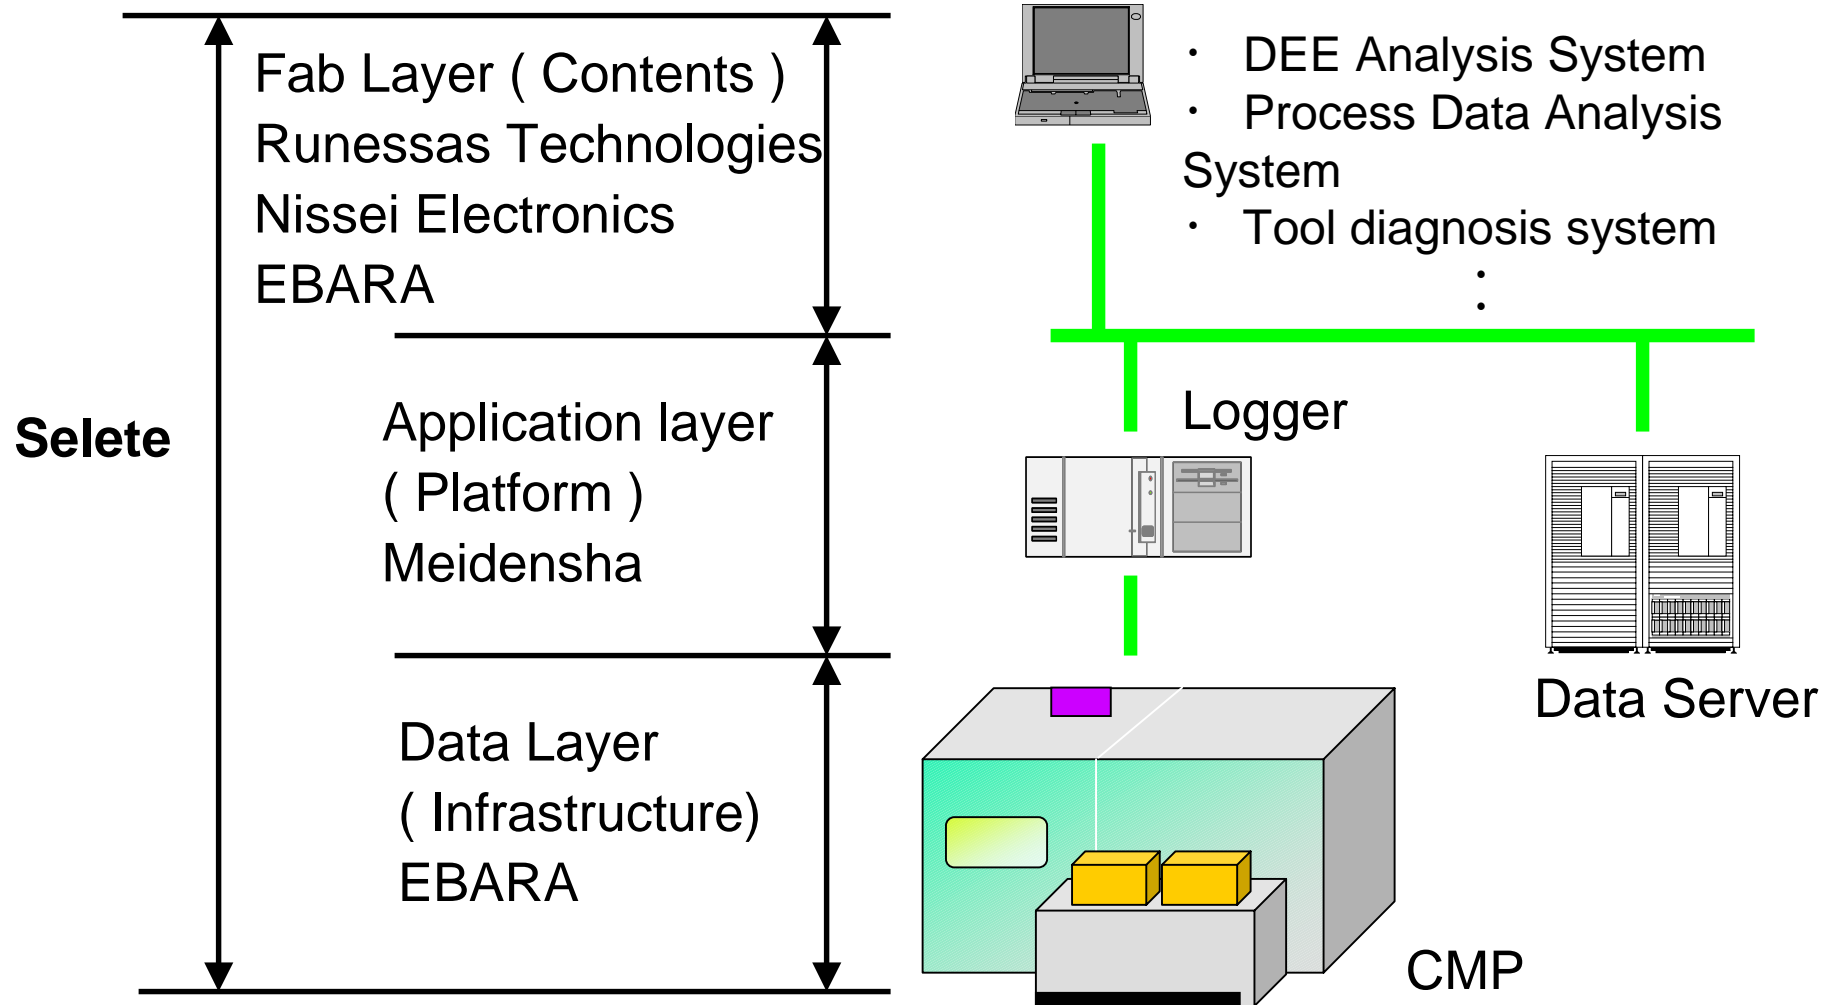 Fab Layer ( Contents )
Runessas Technologies
Nissei Electronics
EBARA
・ DEE Analysis System
・ Process Data Analysis
System
・ Tool diagnosis system
:
Selete
Application layer
( Platform )
Meidensha
Logger
Data Server
Data Layer
( Infrastructure)
EBARA
CMP